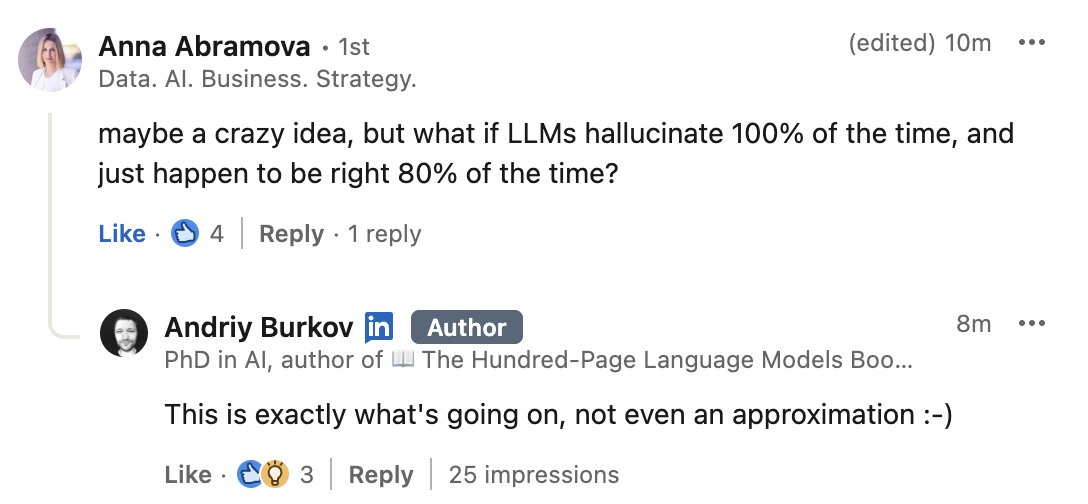 Anna Abramova • 1st (edited) 10m •••
Data. AI. Business. Strategy.
maybe a crazy idea, but what if LLMs hallucinate 100% of the time, and
just happen to be right 80% of the time?
Like · 4 | Reply · 1 reply
Andriy Burkov in Author 8m •••
PhD in AI, author of 📖 The Hundred-Page Language Models Boo...
This is exactly what's going on, not even an approximation :-)
Like · 3 | Reply | 25 impressions